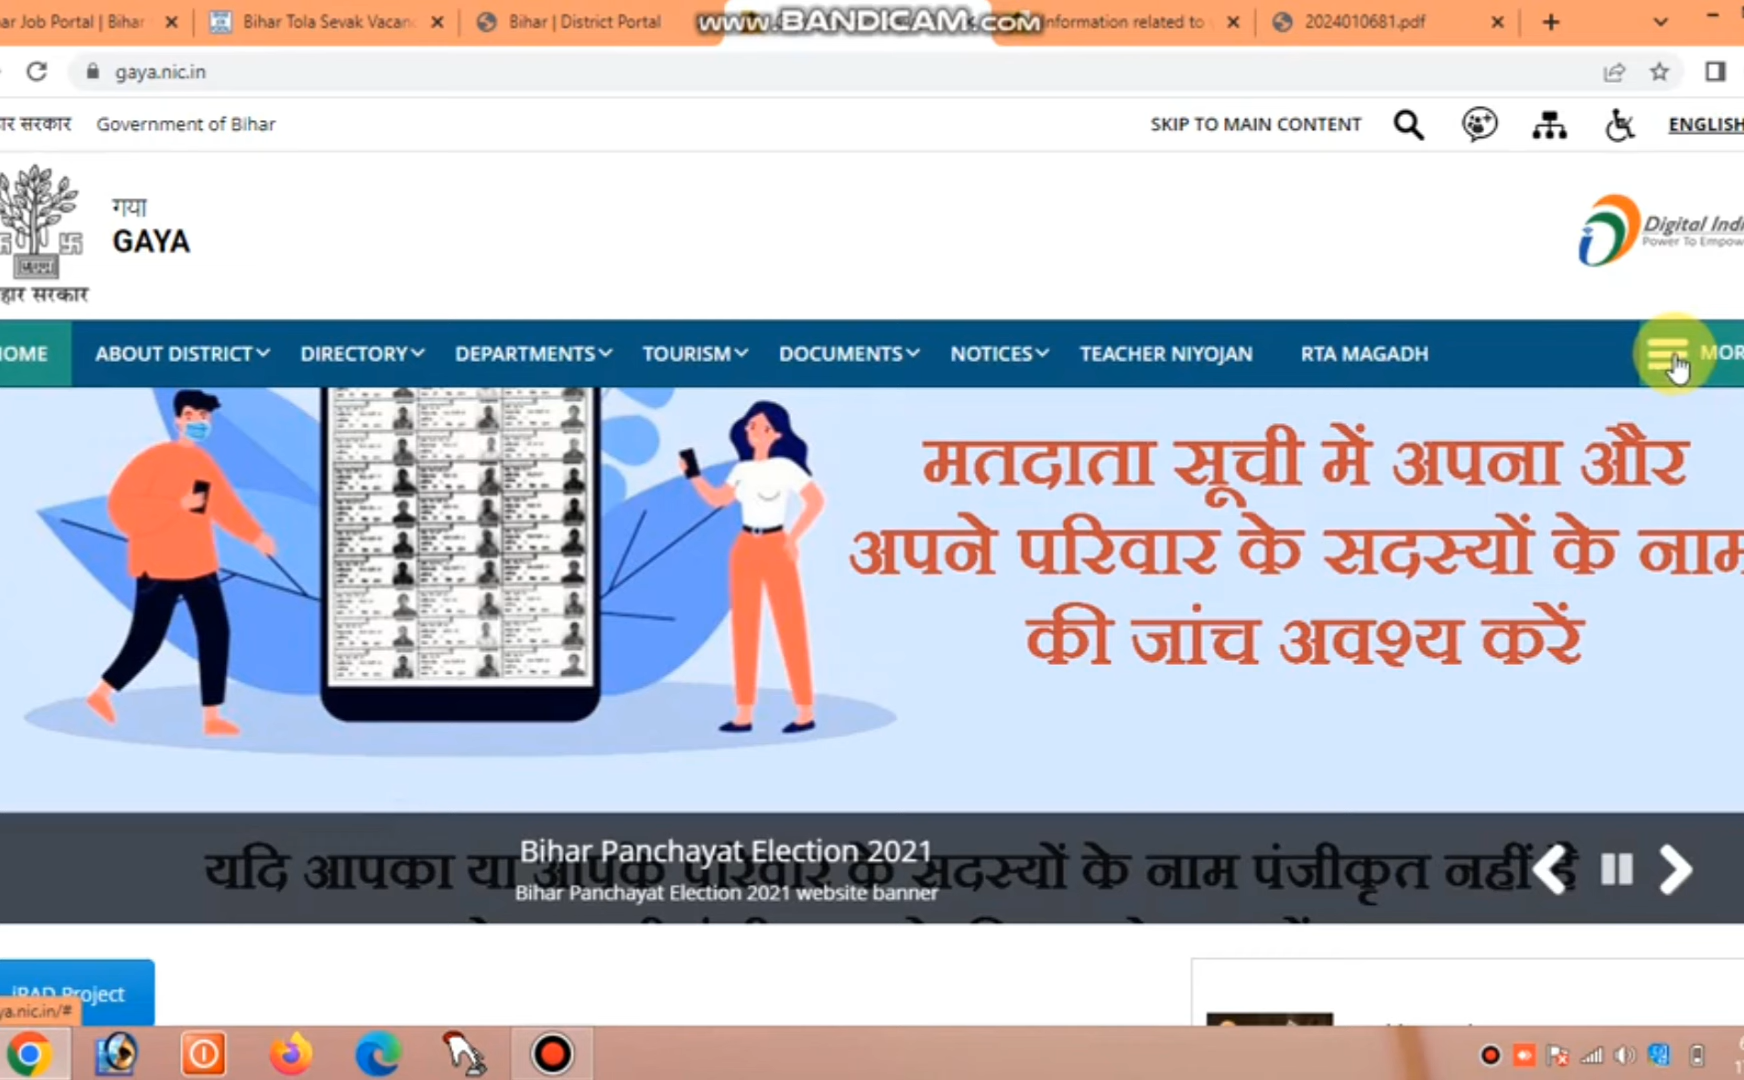 ar Job Portal | Bihar
Bihar Tola Sevak Vacan
Bihar | District Portal
www.BANDICAM.com
Information related to
2024010681.pdf
gaya.nic.in
Government of Bihar
SKIP TO MAIN CONTENT
ENGLISH
गया
GAYA
Digital Indi
Power To Empow
OME
ABOUT DISTRICT
DIRECTORY
DEPARTMENTS
TOURISM
DOCUMENTS
NOTICES
TEACHER NIYOJAN
RTA MAGADH
MOR
मतदाता सूची में अपना और
अपने परिवार के सदस्यों के नाम
की जांच अवश्य करें
Bihar Panchayat Election 2021
यदि आपका या आपके परिवार के सदस्यों के नाम पंजीकृत नहीं है
Bihar Panchayat Election 2021 website banner
iRAD Project
ya.nic.in/#